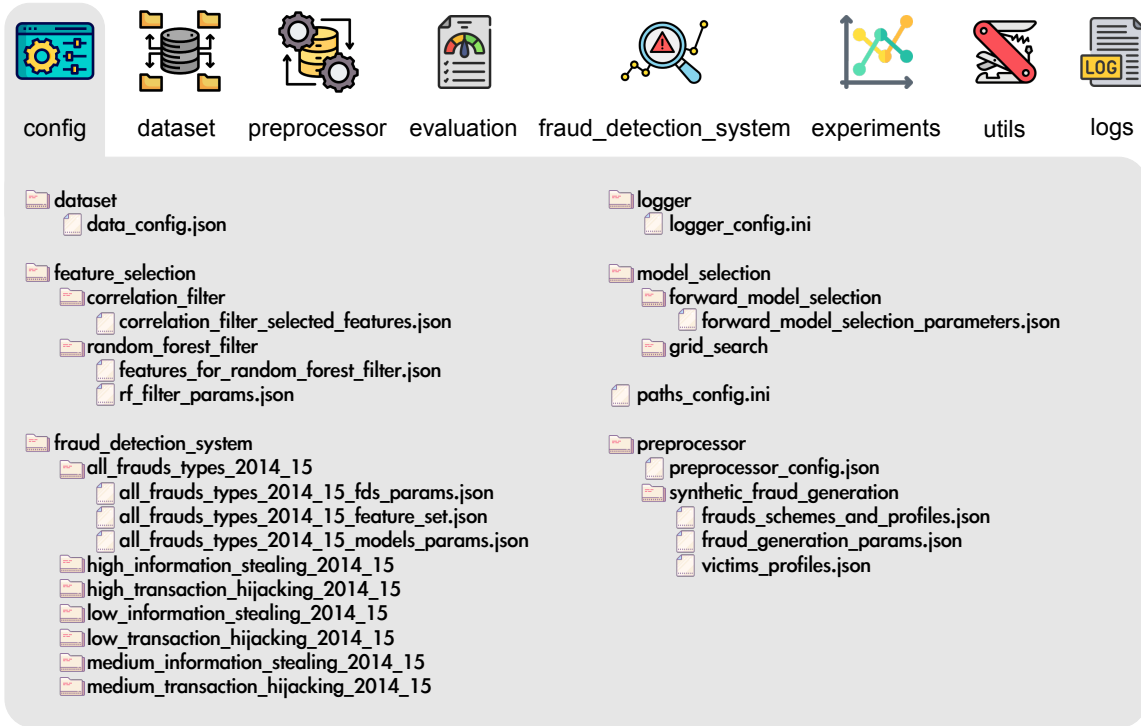 LOG
config
dataset
preprocessor
evaluation
fraud_detection_system
experiments
utils
logs
dataset
data_config.json
feature_selection
correlation_filter
correlation_filter_selected_features.json
random_forest_filter
features_for_random_forest_filter.json
rf_filter_params.json
fraud_detection_system
all_frauds_types_2014_15
all_frauds_types_2014_15_fds_params.json
all_frauds_types_2014_15_feature_set.json
all_frauds_types_2014_15_models_params.json
high_information_stealing_2014_15
high_transaction_hijacking_2014_15
low_information_stealing_2014_15
low_transaction_hijacking_2014_15
medium_information_stealing_2014_15
medium_transaction_hijacking_2014_15
logger
logger_config.ini
model_selection
forward_model_selection
forward_model_selection_parameters.json
grid_search
paths_config.ini
preprocessor
preprocessor_config.json
synthetic_fraud_generation
frauds_schemes_and_profiles.json
fraud_generation_params.json
victims_profiles.json